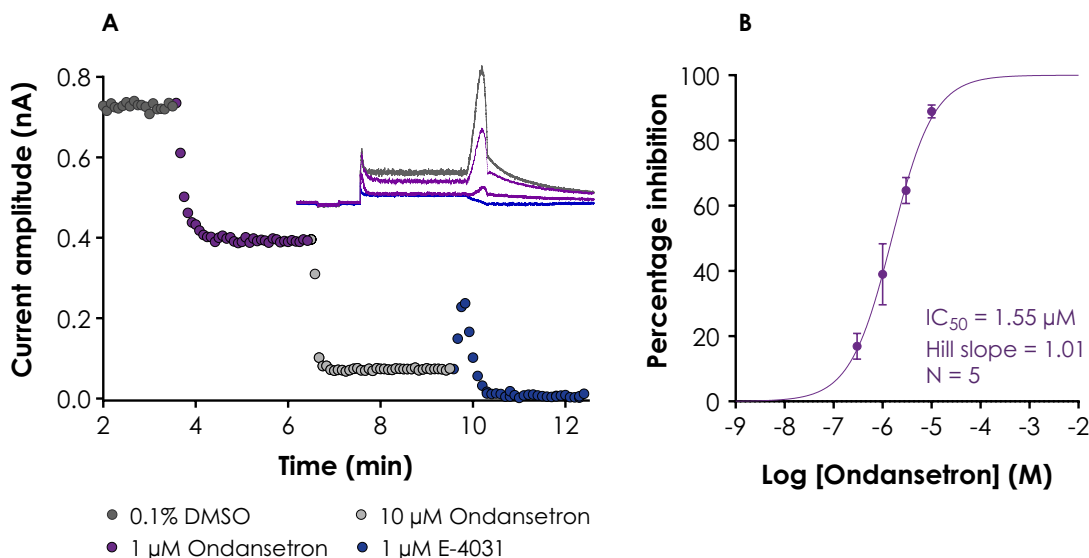 A
Current amplitude (nA)
0.8
0.6
0.4
0.2
0.0
2
4
6
8
10
12
Time (min)
0.1% DMSO
10 µM Ondansetron
1 µM Ondansetron
1 µM E-4031
B
Percentage inhibition
100
80
60
40
20
0
IC₅₀ = 1.55 µM
Hill slope = 1.01
N = 5
-9
-8
-7
-6
-5
-4
-3
-2
Log [Ondansetron] (M)